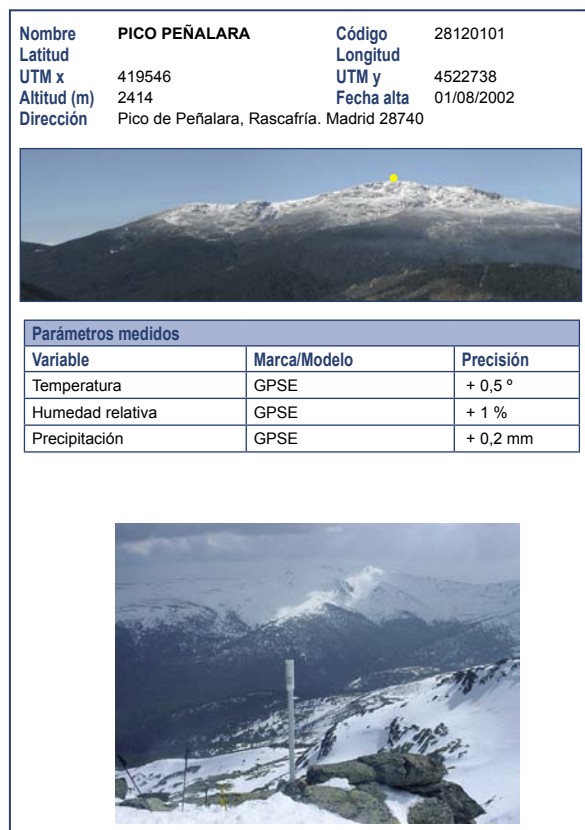 Nombre PICO PEÑALARA Código 28120101
Latitud Longitud
UTM x 419546 UTM y 4522738
Altitud (m) 2414 Fecha alta 01/08/2002
Dirección Pico de Peñalara, Rascafría. Madrid 28740
Parámetros medidos
Variable Marca/Modelo Precisión
Temperatura GPSE + 0,5 º
Humedad relativa GPSE + 1 %
Precipitación GPSE + 0,2 mm